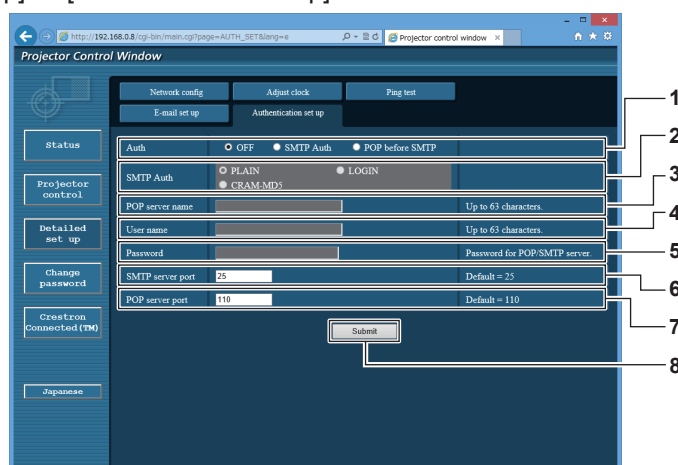 http://192.168.0.8/cgi-bin/main.cgi?page=AUTH_SET&lang=e
Projector control window
Projector Control Window
Network config
Adjust clock
Ping test
E-mail set up
Authentication set up
Status
Projector control
Detailed set up
Change password
Crestron Connected(TM)
Japanese
Auth OFF SMTP Auth POP before SMTP
SMTP Auth PLAIN LOGIN
CRAM-MD5
POP server name Up to 63 characters.
User name Up to 63 characters.
Password Password for POP/SMTP server.
SMTP server port 25 Default = 25
POP server port 110 Default = 110
Submit
1
2
3
4
5
6
7
8